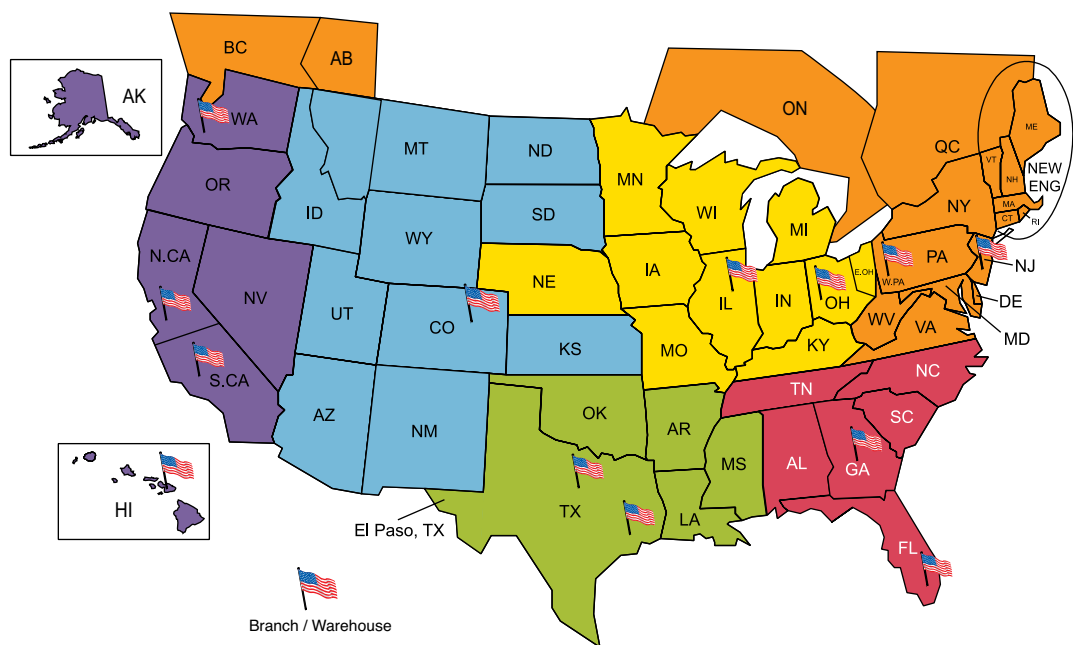 BC
AB
AK
WA
ON
ME
MT
ND
MN
QC
VT
NH
NEW
ENG
OR
ID
SD
WI
MI
NY
MA
CT
RI
WY
N.CA
NV
UT
CO
NE
IA
IL
IN
E.OH
OH
PA
W.PA
NJ
DE
MD
WV
VA
KS
MO
KY
S.CA
AZ
NM
OK
AR
TN
NC
SC
MS
AL
GA
HI
TX
LA
El Paso, TX
FL
Branch / Warehouse